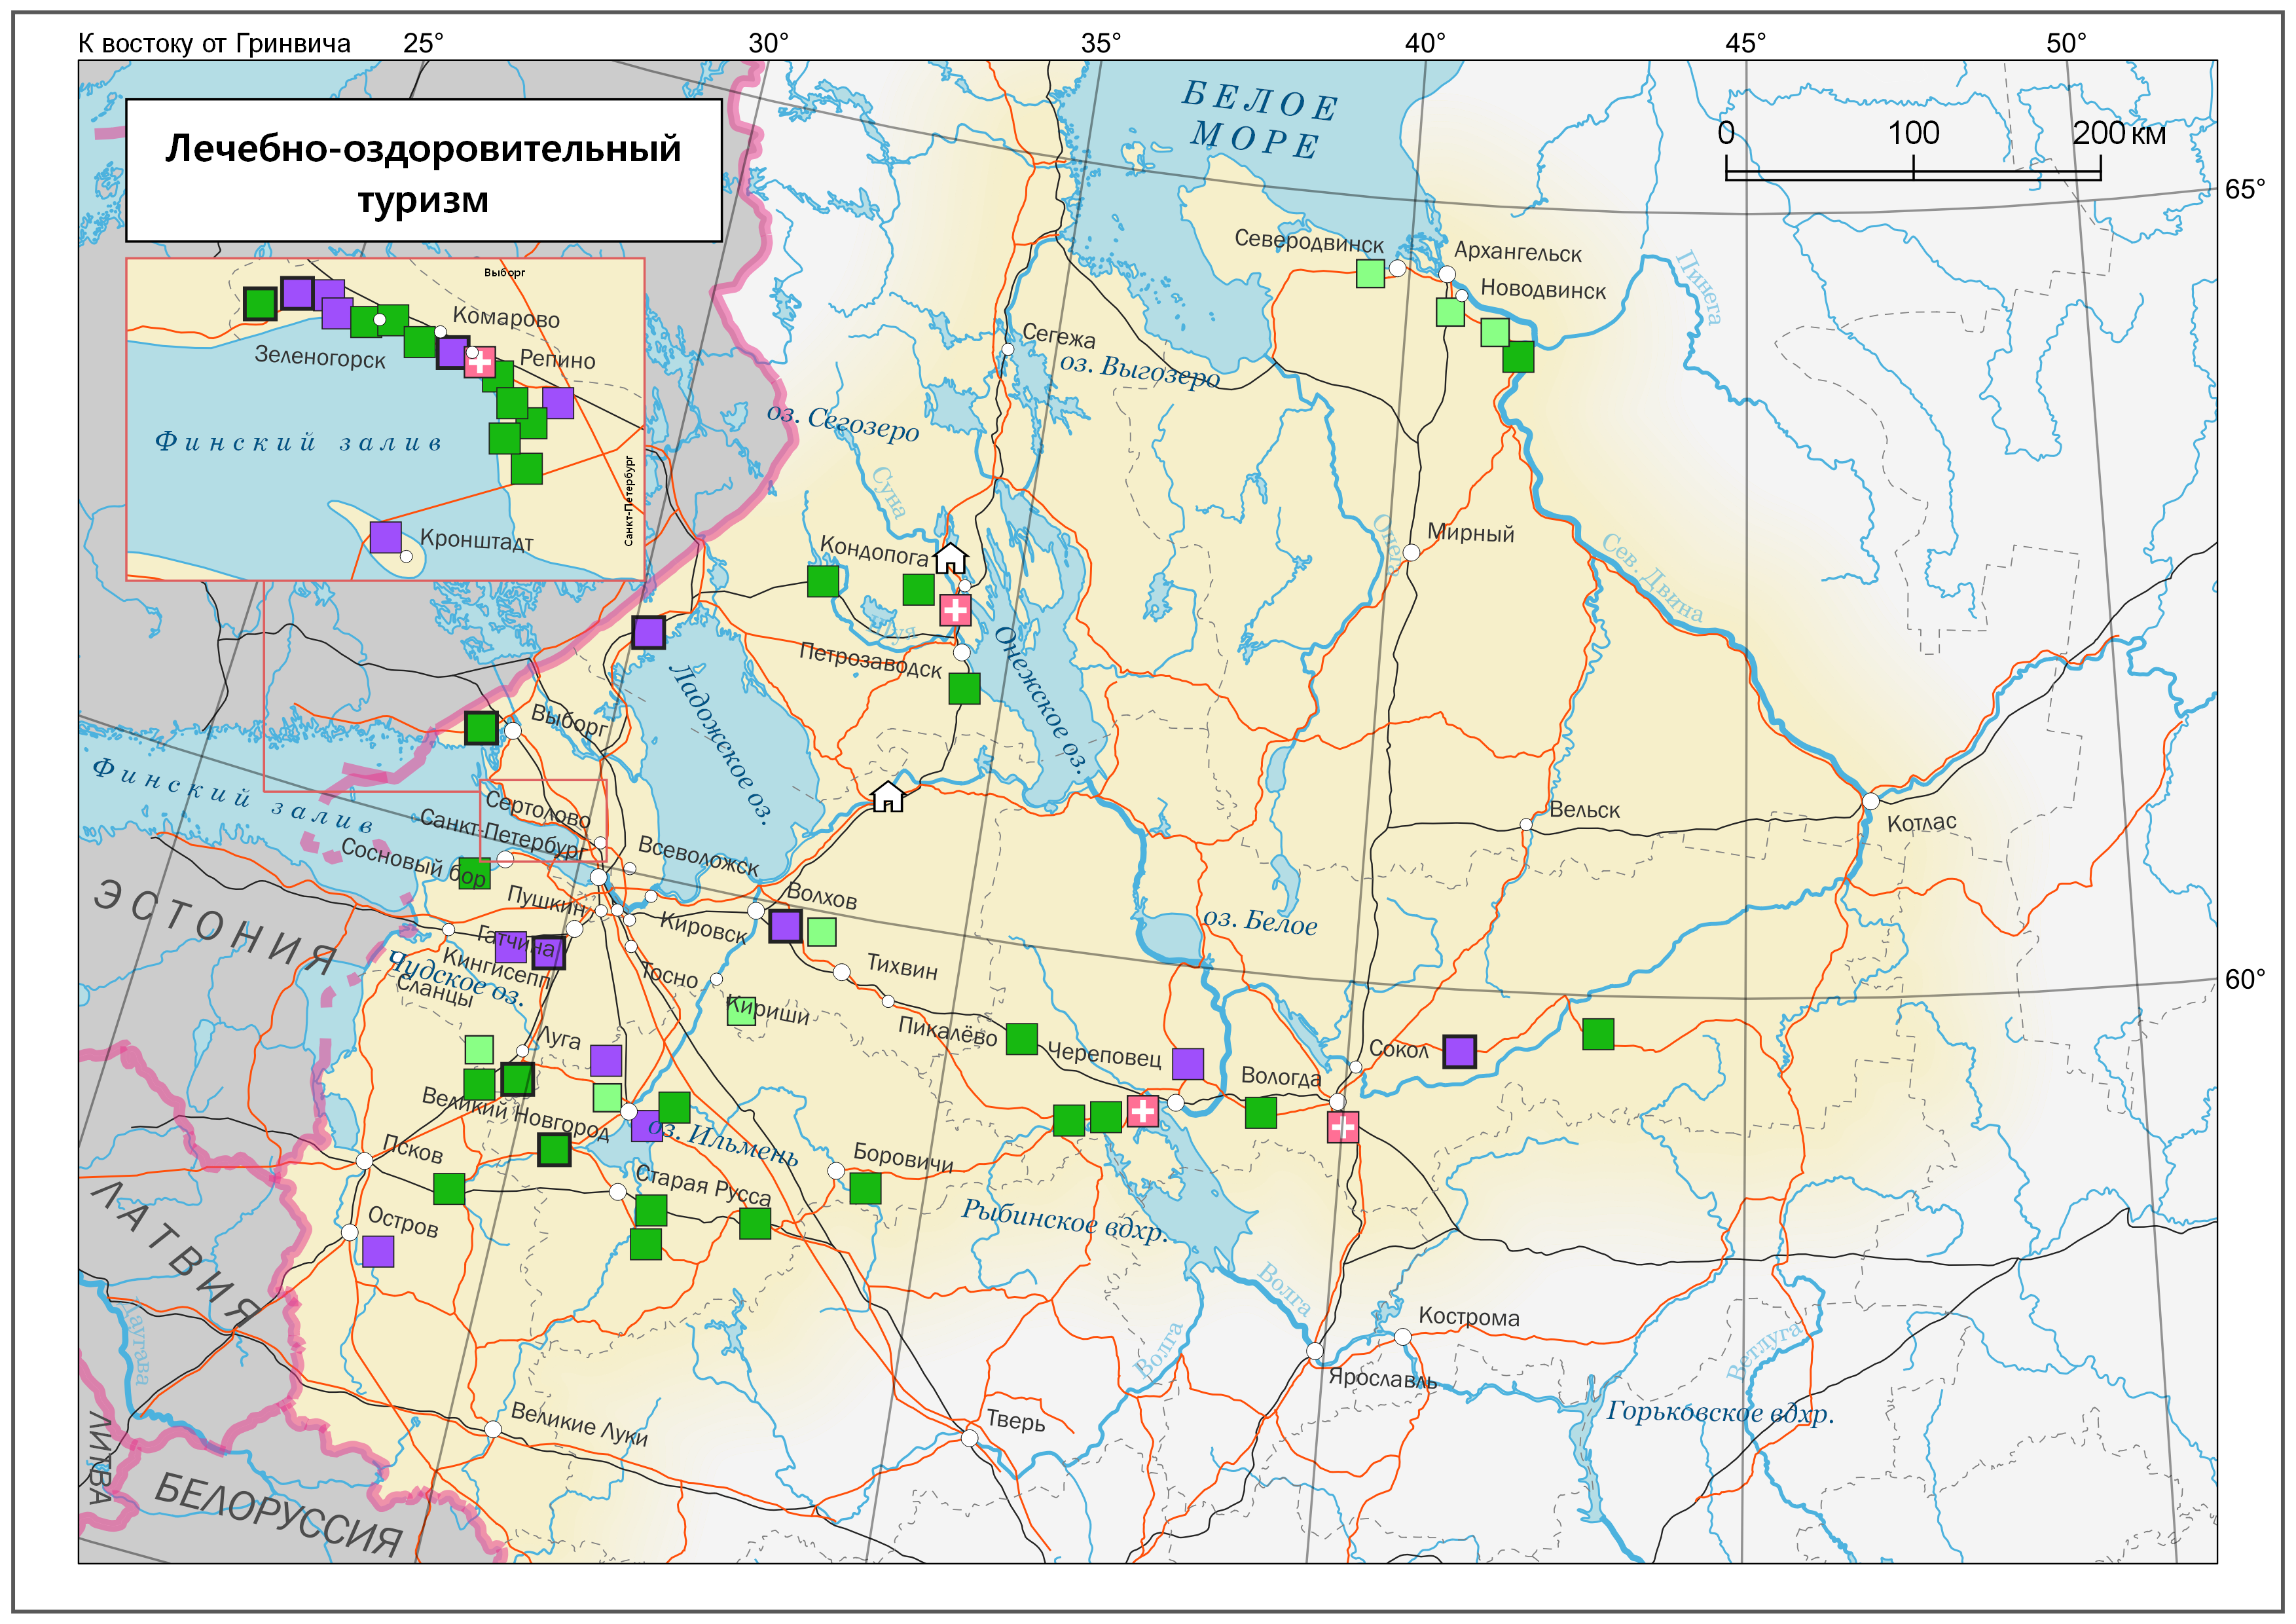 К востоку от Гринвича 25° 30° 35° 40° 45° 50°
Лечебно-оздоровительный
туризм
БЕЛОЕ
МОРЕ
0 100 200 км
65°
60°
Выборг
Комарово
Зеленогорск
Репино
Финский залив
Санкт-Петербург
Кронштадт
Северодвинск
Архангельск
Новодвинск
Пинега
Сегежа
оз. Выгозеро
оз. Сегозеро
Суна
Онега
Мирный
Сев. Двина
Кондопога
Шуя
Петрозаводск
Онежское оз.
Ладожское оз.
Выборг
Финский залив
Сертолово
Санкт-Петербург
Сосновый бор
Всеволожск
Пушкин
Волхов
Кировск
Гатчина
Кингисепп
Сланцы
Чудское оз.
Тосно
Тихвин
Кириши
Пикалёво
оз. Белое
Вельск
Котлас
ЭСТОНИЯ
Луга
Череповец
Вологда
Сокол
Великий Новгород
оз. Ильмень
Псков
Старая Русса
Боровичи
Остров
Рыбинское вдхр.
ЛАТВИЯ
Даугава
Волга
Волга
Кострома
Ярославль
Ветлуга
Горьковское вдхр.
Великие Луки
Тверь
ЛИТВА
БЕЛОРУССИЯ